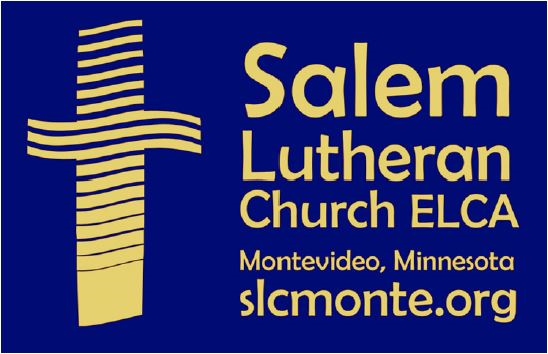 Salem
Lutheran
Church ELCA
Montevideo, Minnesota
slcmonte.org